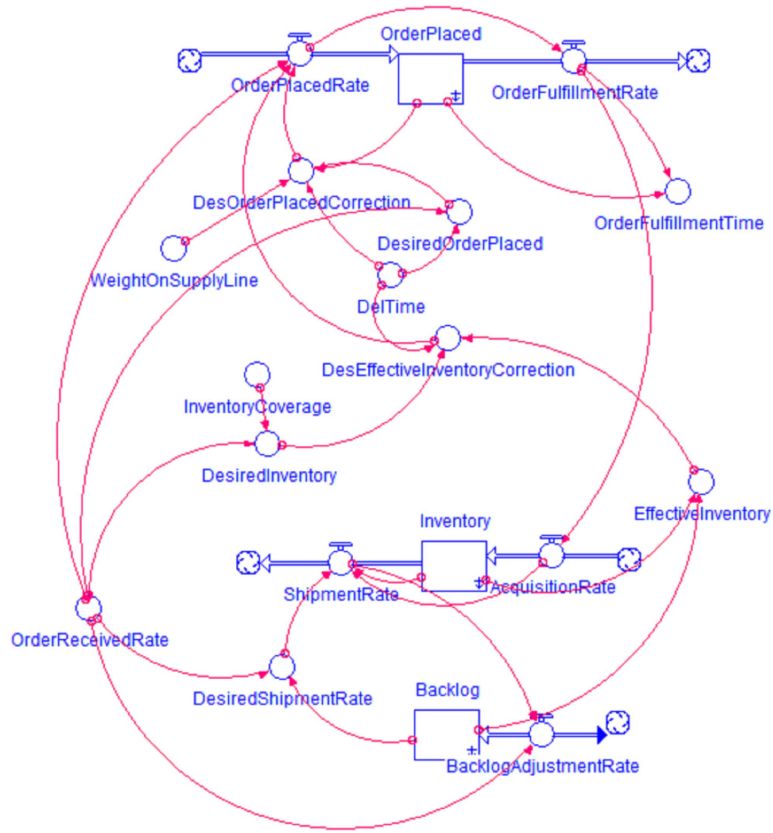 OrderPlaced
OrderPlacedRate
OrderFulfillmentRate
DesOrderPlacedCorrection
OrderFulfillmentTime
DesiredOrderPlaced
WeightOnSupplyLine
DelTime
DesEffectiveInventoryCorrection
InventoryCoverage
DesiredInventory
EffectiveInventory
Inventory
ShipmentRate
AcquisitionRate
OrderReceivedRate
DesiredShipmentRate
Backlog
BacklogAdjustmentRate